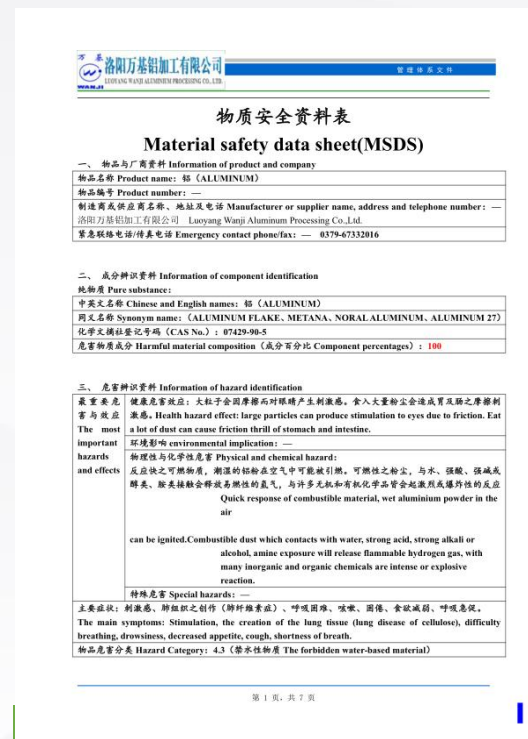 万基
WANJI
洛阳万基铝加工有限公司
LUOYANG WANJI ALUMINIUM PROCESSING CO., LTD.
管理体系文件
物质安全资料表
Material safety data sheet(MSDS)
一、 物品与厂商资料 Information of product and company
物品名称 Product name: 铝（ALUMINUM）
物品编号 Product number: —
制造商或供应商名称、地址及电话 Manufacturer or supplier name, address and telephone number: —
洛阳万基铝加工有限公司 Luoyang Wanji Aluminum Processing Co.,Ltd.
紧急联络电话/传真电话 Emergency contact phone/fax: — 0379-67332016
二、 成分辨识资料 Information of component identification
纯物质 Pure substance:
中英文名称 Chinese and English names: 铝（ALUMINUM）
同义名称 Synonym name:（ALUMINUM FLAKE、METANA、NORAL ALUMINUM、ALUMINUM 27）
化学文摘社登记号码（CAS No.）: 07429-90-5
危害物质成分 Harmful material composition（成分百分比 Component percentages）: 100
三、 危害辨识资料 Information of hazard identification
最重要危害与效应 The most important hazards and effects
健康危害效应: 大粒子会因摩擦而对眼睛产生刺激感。食入大量粉尘会造成胃及肠之摩擦刺
激感。Health hazard effect: large particles can produce stimulation to eyes due to friction. Eat
a lot of dust can cause friction thrill of stomach and intestine.
环境影响 environmental implication: —
物理性与化学性危害 Physical and chemical hazard:
反应快之可燃物质，潮湿的铝粉在空气中可能被引燃。可燃性之粉尘，与水、强酸、强碱或
醇类、胺类接触会释放易燃性的氢气，与许多无机和有机化学品皆会起激烈或爆炸性的反应
Quick response of combustible material, wet aluminium powder in the
air
can be ignited.Combustible dust which contacts with water, strong acid, strong alkali or
alcohol, amine exposure will release flammable hydrogen gas, with
many inorganic and organic chemicals are intense or explosive
reaction.
特殊危害 Special hazards: —
主要症状: 刺激感、肺组织之创作（肺纤维素症）、呼吸困难、咳嗽、困倦、食欲减弱、呼吸急促。
The main symptoms: Stimulation, the creation of the lung tissue (lung disease of cellulose), difficulty
breathing, drowsiness, decreased appetite, cough, shortness of breath.
物品危害分类 Hazard Category: 4.3（禁水性物质 The forbidden water-based material）
第 1 页，共 7 页